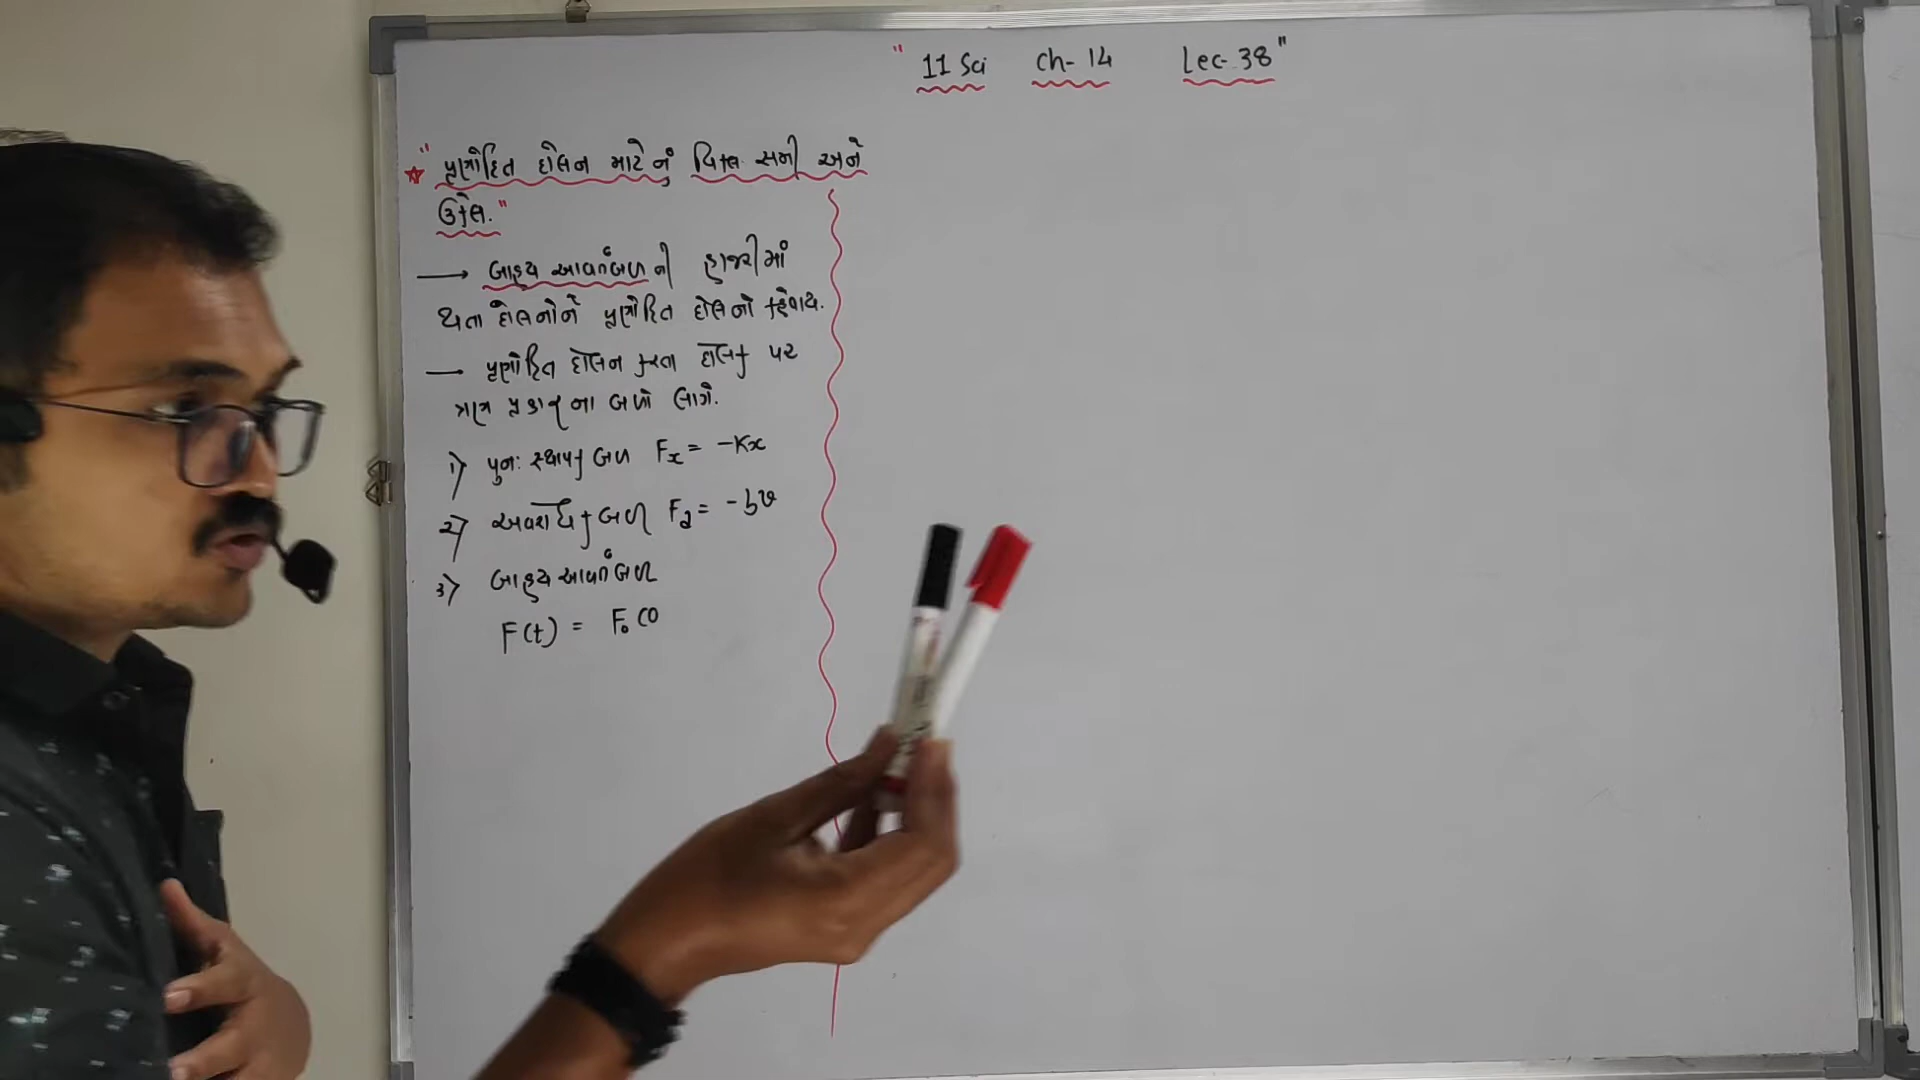 " 11 Sci Ch- 14 Lec- 38 "
" પ્રણોદિત દોલન માટે નું વિકલ સમી અને
ઉકેલ. "
→ બાહ્ય આવર્તબળ ની હાજરીમાં
થતા દોલનોને પ્રણોદિત દોલનો કહેવાય.
— પ્રણોદિત દોલન કરતા દોલક પર
ત્રણ પ્રકારના બળો લાગે.
1) પુનઃ સ્થાપક બળ Fx = -Kx
2) અવરોધક બળ Fd = -bv
3) બાહ્ય આવર્તબળ
F(t) = F₀ CO